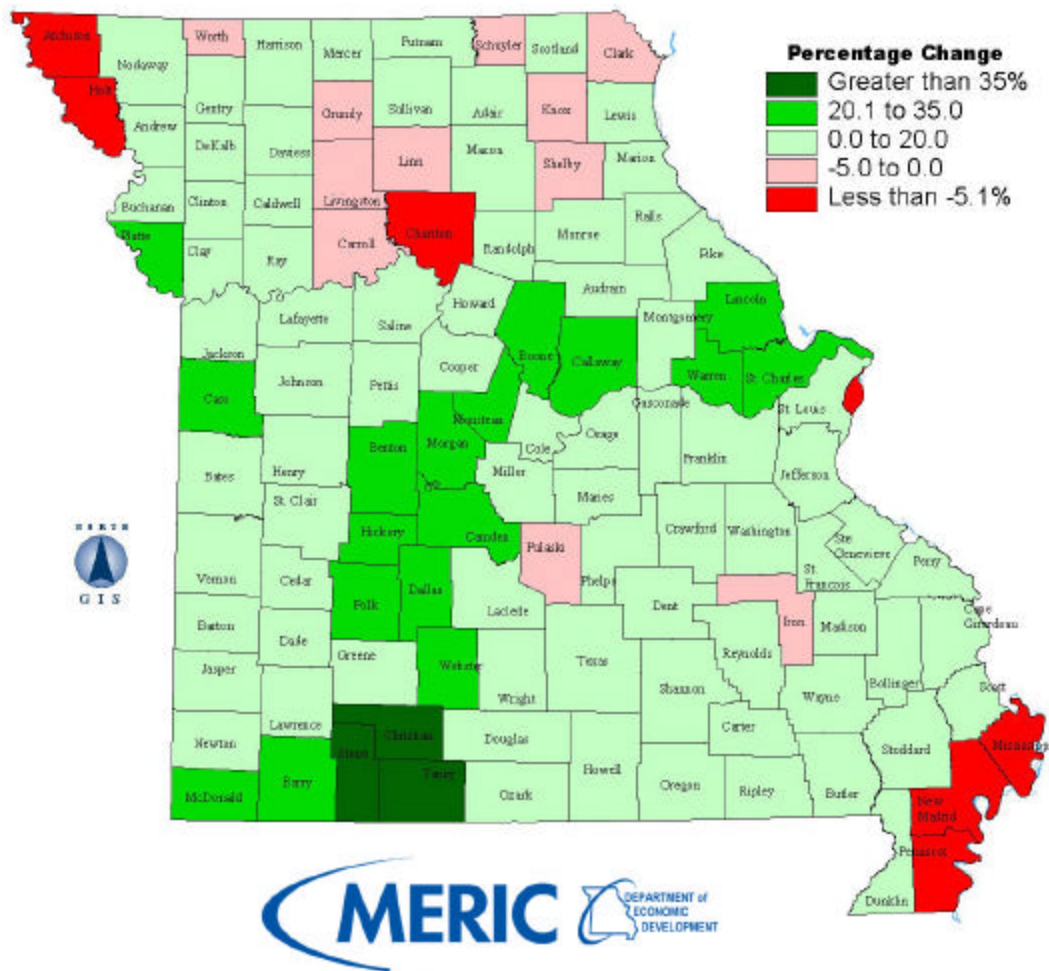 Percentage Change
Greater than 35%
20.1 to 35.0
0.0 to 20.0
-5.0 to 0.0
Less than -5.1%
Atchison
Nodaway
Worth
Harrison
Mercer
Putnam
Schuyler
Scotland
Clark
Holt
Andrew
Gentry
DeKalb
Daviess
Grundy
Sullivan
Adair
Knox
Lewis
Linn
Macon
Shelby
Marion
Buchanan
Clinton
Caldwell
Livingston
Chariton
Randolph
Monroe
Ralls
Pike
Platte
Clay
Ray
Carroll
Howard
Audrain
Lincoln
Lafayette
Saline
Montgomery
Jackson
Johnson
Pettis
Cooper
Boone
Callaway
Warren
St. Charles
Cass
Moniteau
Gasconade
St. Louis
Bates
Henry
Benton
Morgan
Cole
Osage
Franklin
Jefferson
Miller
St. Clair
Maries
Hickory
Camden
Pulaski
Crawford
Washington
Ste
Genevieve
Perry
Vernon
Cedar
Polk
Dallas
Laclede
Phelps
Dent
St.
Francois
Iron
Madison
Cape
Girardeau
Barton
Dade
Greene
Webster
Texas
Reynolds
Jasper
Wright
Shannon
Wayne
Bollinger
Scott
Newton
Lawrence
Christian
Stone
Douglas
Carter
Stoddard
Mississippi
McDonald
Barry
Taney
Ozark
Howell
Oregon
Ripley
Butler
New
Madrid
Pemiscot
Dunklin
NORTH
GIS
MERIC
DEPARTMENT of
ECONOMIC
DEVELOPMENT